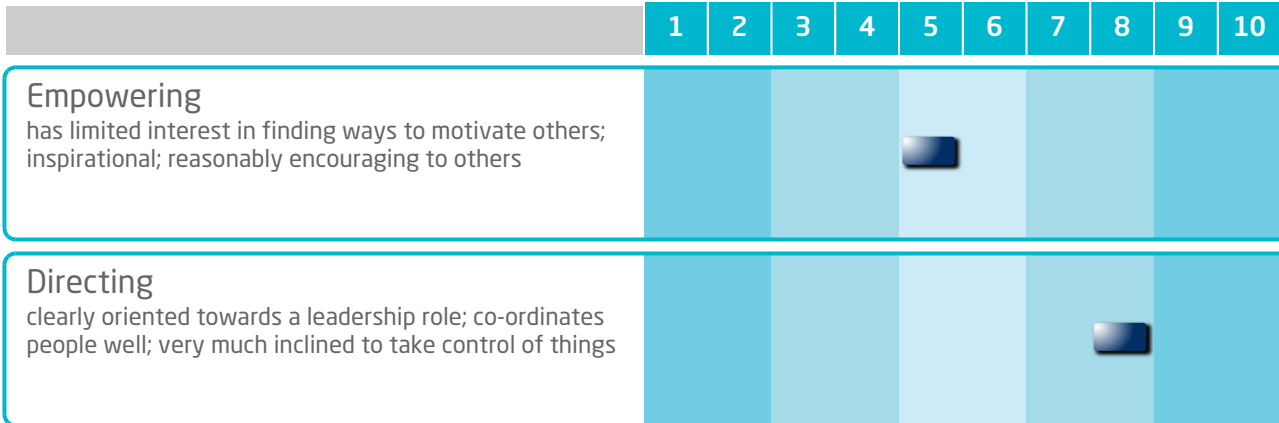 1 2 3 4 5 6 7 8 9 10
Empowering
has limited interest in finding ways to motivate others;
inspirational; reasonably encouraging to others
Directing
clearly oriented towards a leadership role; co-ordinates
people well; very much inclined to take control of things